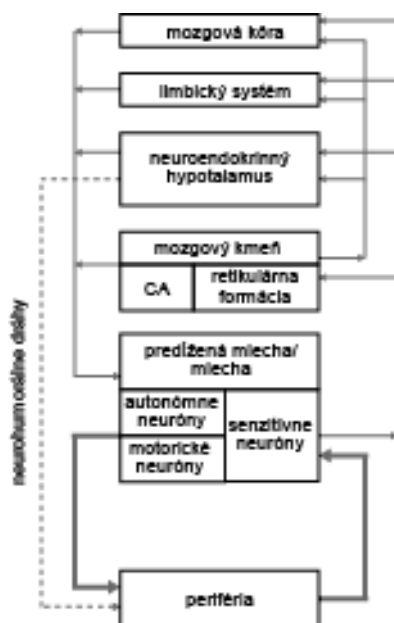 mozgová kôra
limbický systém
neuroendokrinný
hypotalamus
mozgový kmeň
CA
retikulárna
formácia
predĺžená miecha/
miecha
autonómne
neuróny
senzitívne
neuróny
motorické
neuróny
periféria
neurohumorálne dráhy